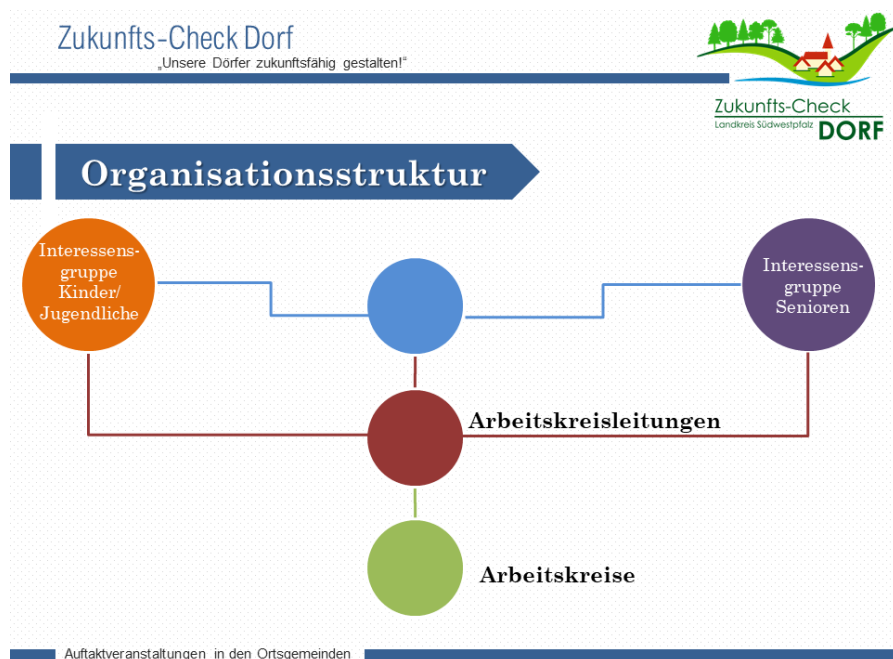 Zukunfts-Check Dorf
„Unsere Dörfer zukunftsfähig gestalten!“
Zukunfts-Check
Landkreis Südwestpfalz DORF
Organisationsstruktur
Interessens-
gruppe
Kinder/
Jugendliche
Interessens-
gruppe
Senioren
Arbeitskreisleitungen
Arbeitskreise
Auftaktveranstaltungen in den Ortsgemeinden